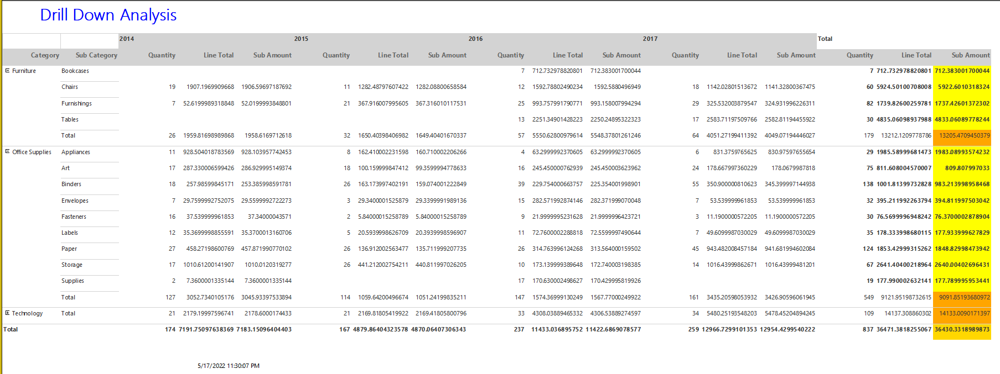 Drill Down Analysis
2014 2015 2016 2017 Total
Category Sub Category Quantity Line Total Sub Amount Quantity Line Total Sub Amount Quantity Line Total Sub Amount Quantity Line Total Sub Amount Quantity Line Total Sub Amount
Furniture Bookcases 7 712.732978820801 712.383001700044 7 712.732978820801 712.383001700044
Chairs 19 1907.1969909668 1906.59697187692 11 1282.48797607422 1282.08800658584 12 1592.78802490234 1592.5880496949 18 1142.02801513672 1141.32800367475 60 5924.50100708008 5922.6010318324
Furnishings 7 52.6199989318848 52.0199993848801 21 367.916007995605 367.316010117531 25 993.757991790771 993.158007994294 29 325.532003879547 324.931996226311 82 1739.82600259781 1737.42601372302
Tables 13 2251.34901428223 2250.24895322323 17 2583.71197509766 2582.81194455922 30 4835.06098937988 4833.06089778244
Total 26 1959.81698989868 1958.6169712618 32 1650.40398406982 1649.40401670337 57 5550.62800979614 5548.37801261246 64 4051.27199411392 4049.07194446027 179 13212.1209778786 13205.4709450379
Office Supplies Appliances 11 928.504018783569 928.103957742453 8 162.410002231598 160.710002206266 4 63.2999992370605 63.2999992370605 6 831.3759765625 830.97597655654 29 1985.58999681473 1983.08993574232
Art 17 287.330006599426 286.929995149374 18 100.159999847412 99.3599994778633 16 245.450000762939 245.450003623962 24 178.667997360229 178.0679987818 75 811.608004570007 809.807997033
Binders 18 257.98599845171 253.385998591781 26 163.173997402191 159.074001222849 39 229.754000663757 225.354001998901 55 350.900000810623 345.399997144938 138 1001.81399732828 983.213998958468
Envelopes 7 29.7599992752075 29.5599992722273 3 29.3400001525879 29.3399991989136 15 282.571992874146 282.371999070048 7 53.539999961853 53.539999961853 32 395.211992263794 394.811997503042
Fasteners 16 37.539999961853 37.34000043571 2 5.84000015258789 5.84000015258789 9 21.9999995231628 21.9999996423721 3 11.1900000572205 11.1900000572205 30 76.5699996948242 76.3700002878904
Labels 12 35.3699998855591 35.3700013160706 5 20.5939998626709 20.3939998596907 11 72.7600002288818 72.5599997490644 7 49.6099987030029 49.6099987030029 35 178.333998680115 177.933999627829
Paper 27 458.27198600769 457.871990770102 26 136.912002563477 135.711999207735 26 314.763996124268 313.564000159502 45 943.482008457184 941.681994602084 124 1853.42999315262 1848.82998473942
Storage 17 1010.61200141907 1010.0120319277 26 441.212002754211 440.811997026205 10 173.139999389648 172.740003198385 14 1016.43999862671 1016.43999481201 67 2641.40400218964 2640.00402696431
Supplies 2 7.3600001335144 7.3600001335144 17 170.630002498627 170.429995819926 19 177.990002632141 177.789995953441
Total 127 3052.7340105176 3045.93397533894 114 1059.64200496674 1051.24199835211 147 1574.36999130249 1567.77000249922 161 3435.20598053932 3426.90596061945 549 9121.95198732615 9091.85193680972
Technology Total 21 2179.19997596741 2178.6000174433 21 2169.81805419922 2169.41805800796 33 4308.03889465332 4306.53889274597 34 5480.25193548203 5478.45204894245 109 14137.308860302 14133.0090171397
Total 174 7191.75097638369 7183.15096404403 167 4879.86404323578 4870.06407306343 237 11433.036895752 11422.6869078577 259 12966.7299101353 12954.4299540222 837 36471.3818255067 36430.3318989873
5/17/2022 11:30:07 PM